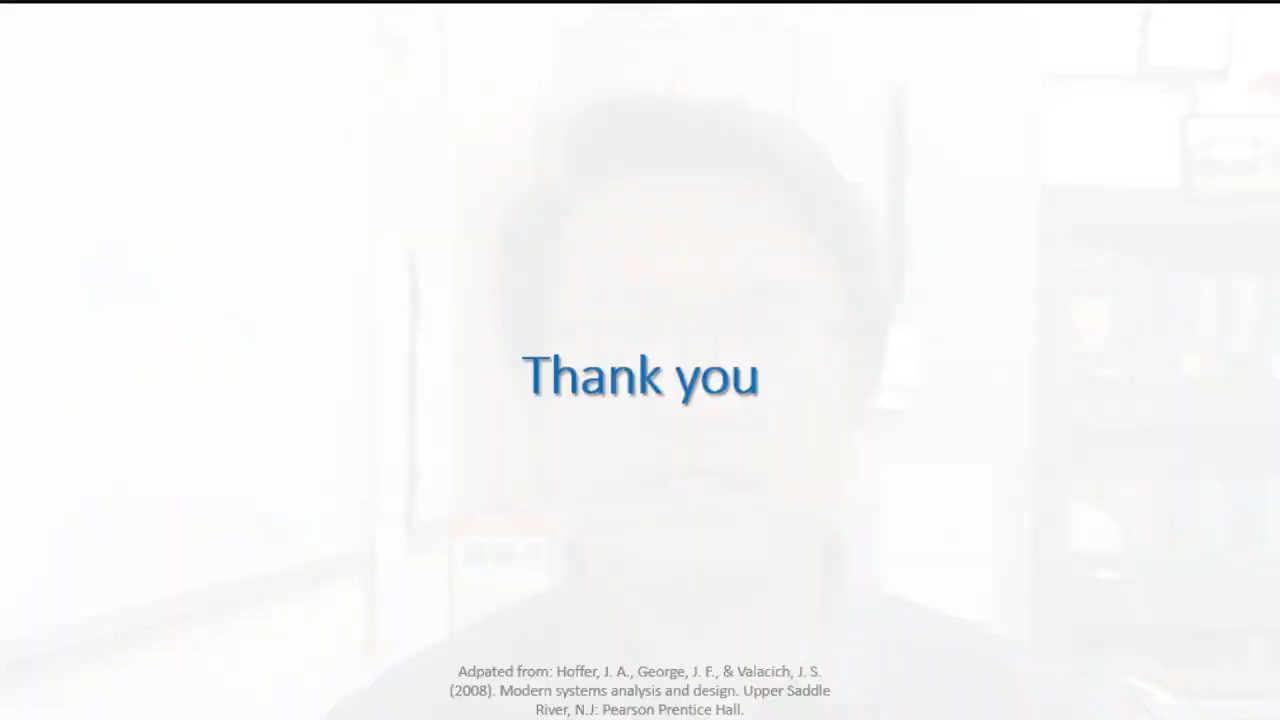 Thank you
Adpated from: Hoffer, J. A., George, J. F., & Valacich, J. S.
(2008). Modern systems analysis and design. Upper Saddle
River, N.J: Pearson Prentice Hall.